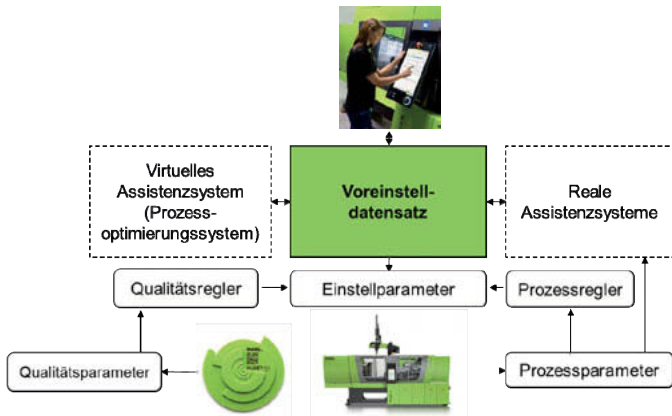 Virtuelles
Assistenzsystem
(Prozess-
optimierungssystem)
Voreinstell-
datensatz
Reale
Assistenzsysteme
Qualitätsregler
Einstellparameter
Prozessregler
Qualitätsparameter
Prozessparameter